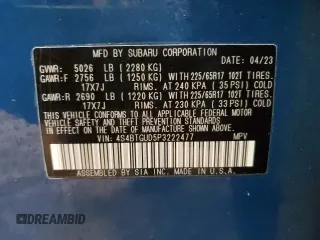 MFD. BY SUBARU CORPORATION 04/23
GVWR: 5026 LB (2280 KG)
GAWR:F 2756 LB (1250 KG) WITH 225/65R17 102T TIRES,
17X7J RIMS, AT 240 KPA (35 PSI) COLD
GAWR:R 2690 LB (1220 KG) WITH 225/65R17 102T TIRES,
17X7J RIMS, AT 230 KPA (33 PSI) COLD
THIS VEHICLE CONFORMS TO ALL APPLICABLE
FEDERAL MOTOR VEHICLE SAFETY, BUMPER, AND
THEFT PREVENTION STANDARDS IN EFFECT ON THE
DATE OF MANUFACTURE SHOWN ABOVE.
VIN: 4S4BTGUD5P3222477 MPV
ASSEMBLED BY SIA INC. MADE IN U.S.A.
DREAMBID